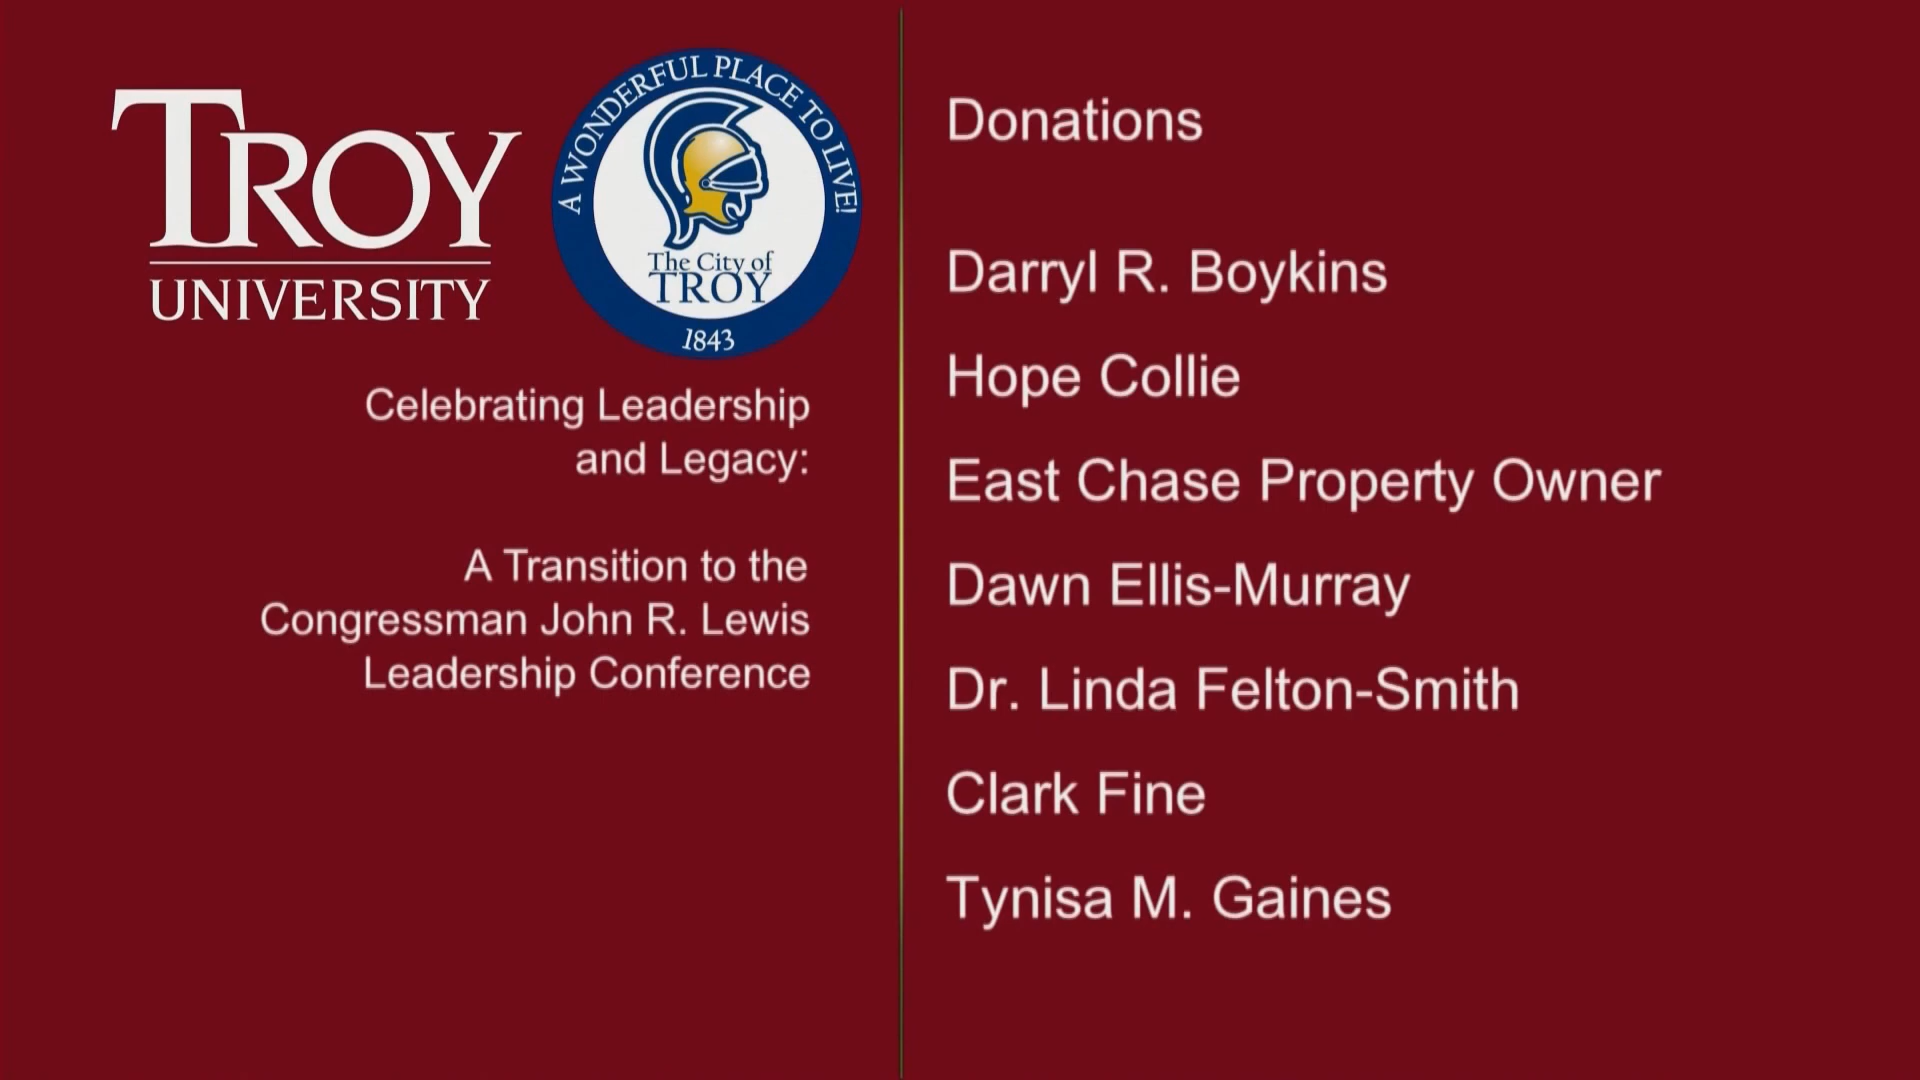 TROY
UNIVERSITY
A WONDERFUL PLACE TO LIVE!
The City of
TROY
1843
Celebrating Leadership
and Legacy:
A Transition to the
Congressman John R. Lewis
Leadership Conference
Donations
Darryl R. Boykins
Hope Collie
East Chase Property Owner
Dawn Ellis-Murray
Dr. Linda Felton-Smith
Clark Fine
Tynisa M. Gaines